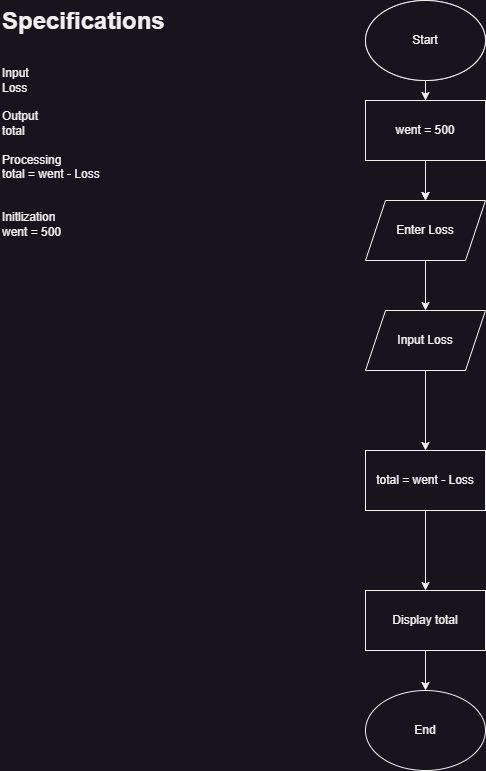 Specifications
Input
Loss
Output
total
Processing
total = went - Loss
Initlization
went = 500
Start
went = 500
Enter Loss
Input Loss
total = went - Loss
Display total
End